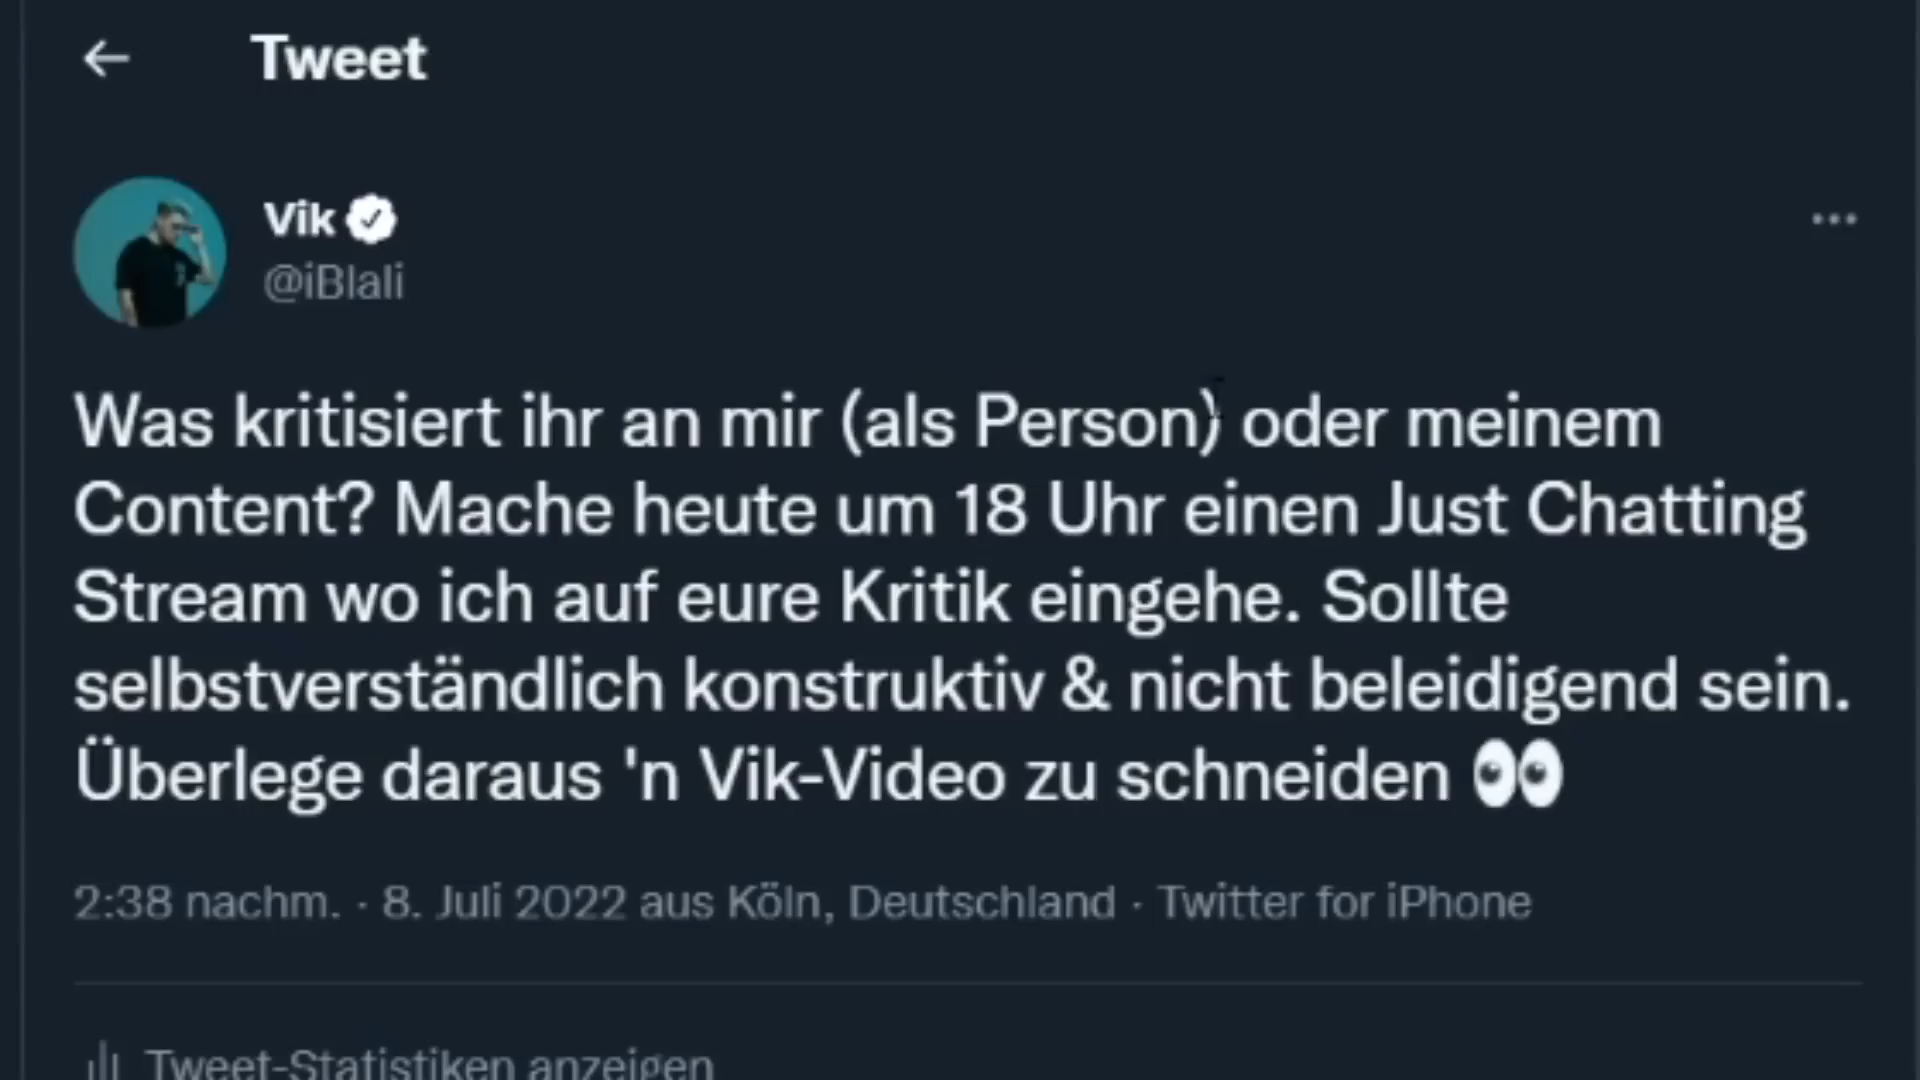 Tweet
Vik
@iBlali
Was kritisiert ihr an mir (als Person) oder meinem
Content? Mache heute um 18 Uhr einen Just Chatting
Stream wo ich auf eure Kritik eingehe. Sollte
selbstverständlich konstruktiv & nicht beleidigend sein.
Überlege daraus 'n Vik-Video zu schneiden 👀
2:38 nachm. · 8. Juli 2022 aus Köln, Deutschland · Twitter for iPhone
Tweet-Statistiken anzeigen